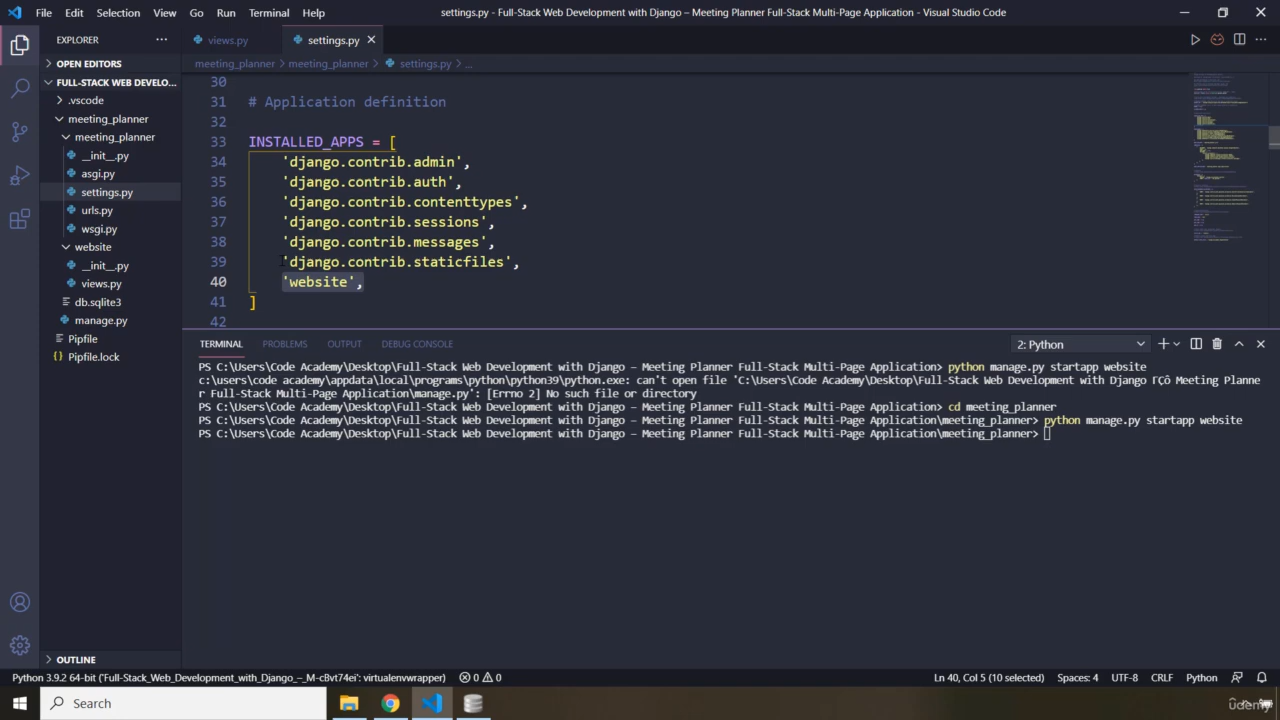 File Edit Selection View Go Run Terminal Help
settings.py - Full-Stack Web Development with Django – Meeting Planner Full-Stack Multi-Page Application - Visual Studio Code
EXPLORER
OPEN EDITORS
FULL-STACK WEB DEVELO...
.vscode
meeting_planner
meeting_planner
__init__.py
asgi.py
settings.py
urls.py
wsgi.py
website
__init__.py
views.py
db.sqlite3
manage.py
Pipfile
Pipfile.lock
OUTLINE
views.py settings.py
meeting_planner > meeting_planner > settings.py > ...
30
31 # Application definition
32
33 INSTALLED_APPS = [
34 'django.contrib.admin',
35 'django.contrib.auth',
36 'django.contrib.contenttypes',
37 'django.contrib.sessions',
38 'django.contrib.messages',
39 'django.contrib.staticfiles',
40 'website',
41 ]
42
TERMINAL PROBLEMS OUTPUT DEBUG CONSOLE 2: Python
PS C:\Users\Code Academy\Desktop\Full-Stack Web Development with Django – Meeting Planner Full-Stack Multi-Page Application> python manage.py startapp website
c:\users\code academy\appdata\local\programs\python\python39\python.exe: can't open file 'C:\Users\Code Academy\Desktop\Full-Stack Web Development with Django ΓÇô Meeting Planne
r Full-Stack Multi-Page Application\manage.py': [Errno 2] No such file or directory
PS C:\Users\Code Academy\Desktop\Full-Stack Web Development with Django – Meeting Planner Full-Stack Multi-Page Application> cd meeting_planner
PS C:\Users\Code Academy\Desktop\Full-Stack Web Development with Django – Meeting Planner Full-Stack Multi-Page Application\meeting_planner> python manage.py startapp website
PS C:\Users\Code Academy\Desktop\Full-Stack Web Development with Django – Meeting Planner Full-Stack Multi-Page Application\meeting_planner>
Python 3.9.2 64-bit ('Full-Stack_Web_Development_with_Django_-_M-c8vt74ei': virtualenvwrapper) 0 0 Ln 40, Col 5 (10 selected) Spaces: 4 UTF-8 CRLF Python
Search
udemy